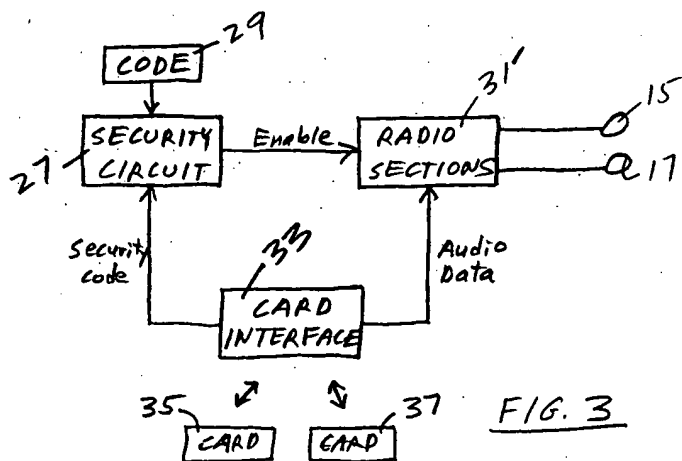 29
CODE
31'
15
SECURITY
CIRCUIT
27
Enable
RADIO
SECTIONS
17
Security
Code
33
Audio
Data
CARD
INTERFACE
35
CARD
37
CARD
FIG. 3